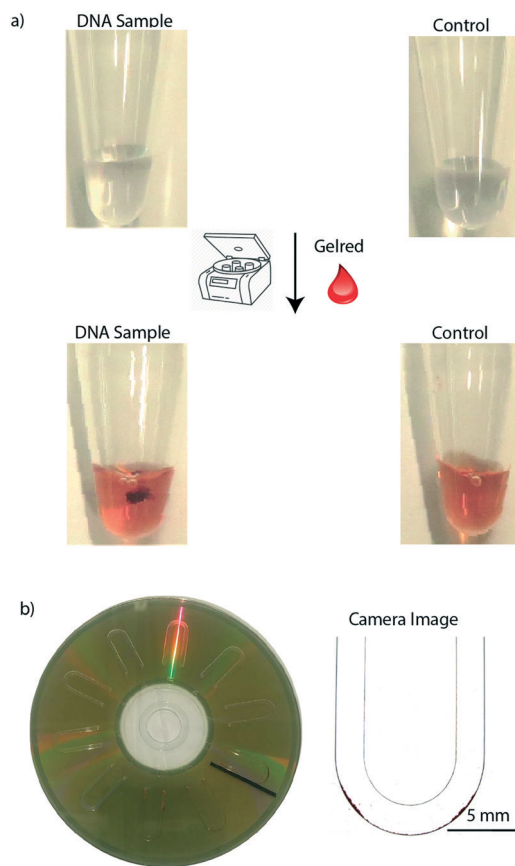 a)
DNA Sample
Control
Gelred
DNA Sample
Control
b)
Camera Image
5 mm